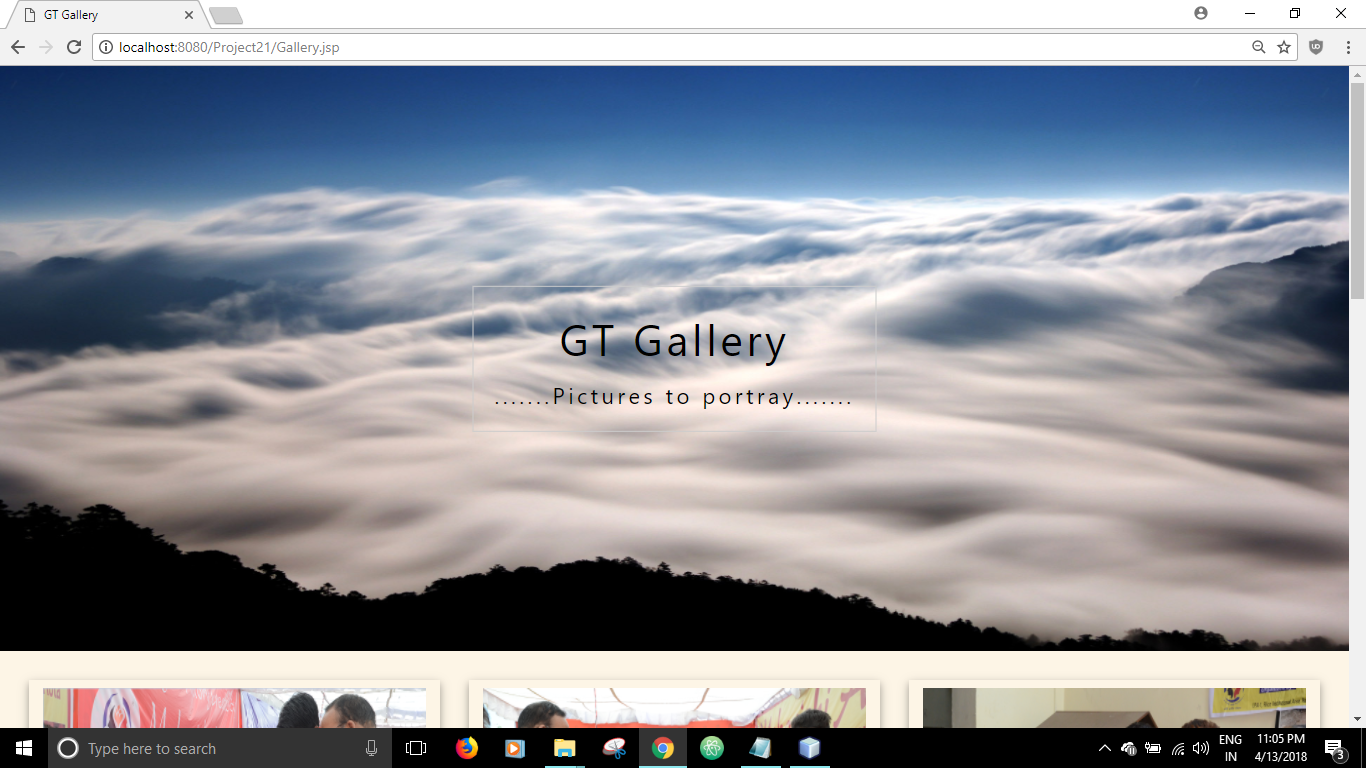 GT Gallery
localhost:8080/Project21/Gallery.jsp
GT Gallery
.......Pictures to portray.......
Type here to search
ENG
IN
11:05 PM
4/13/2018
3